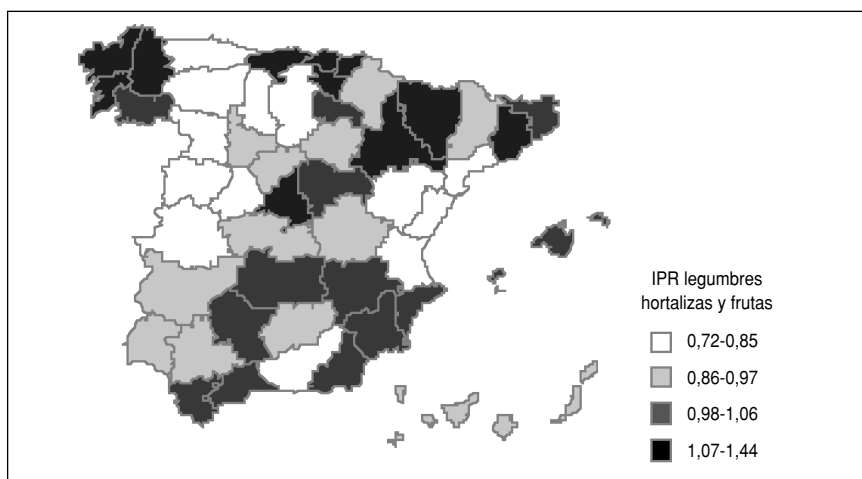 IPR legumbres
hortalizas y frutas
0,72-0,85
0,86-0,97
0,98-1,06
1,07-1,44